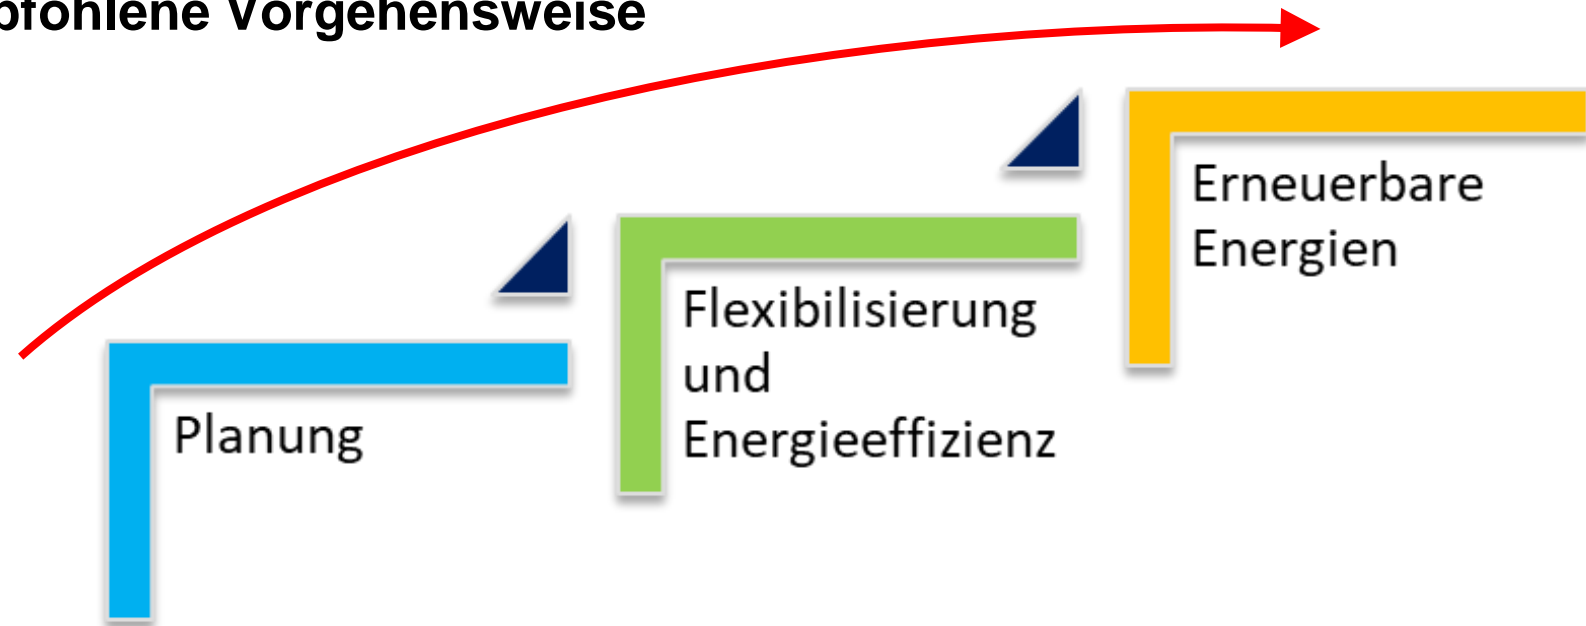 pfohlene Vorgehensweise
Erneuerbare
Energien
Flexibilisierung
und
Energieeffizienz
Planung